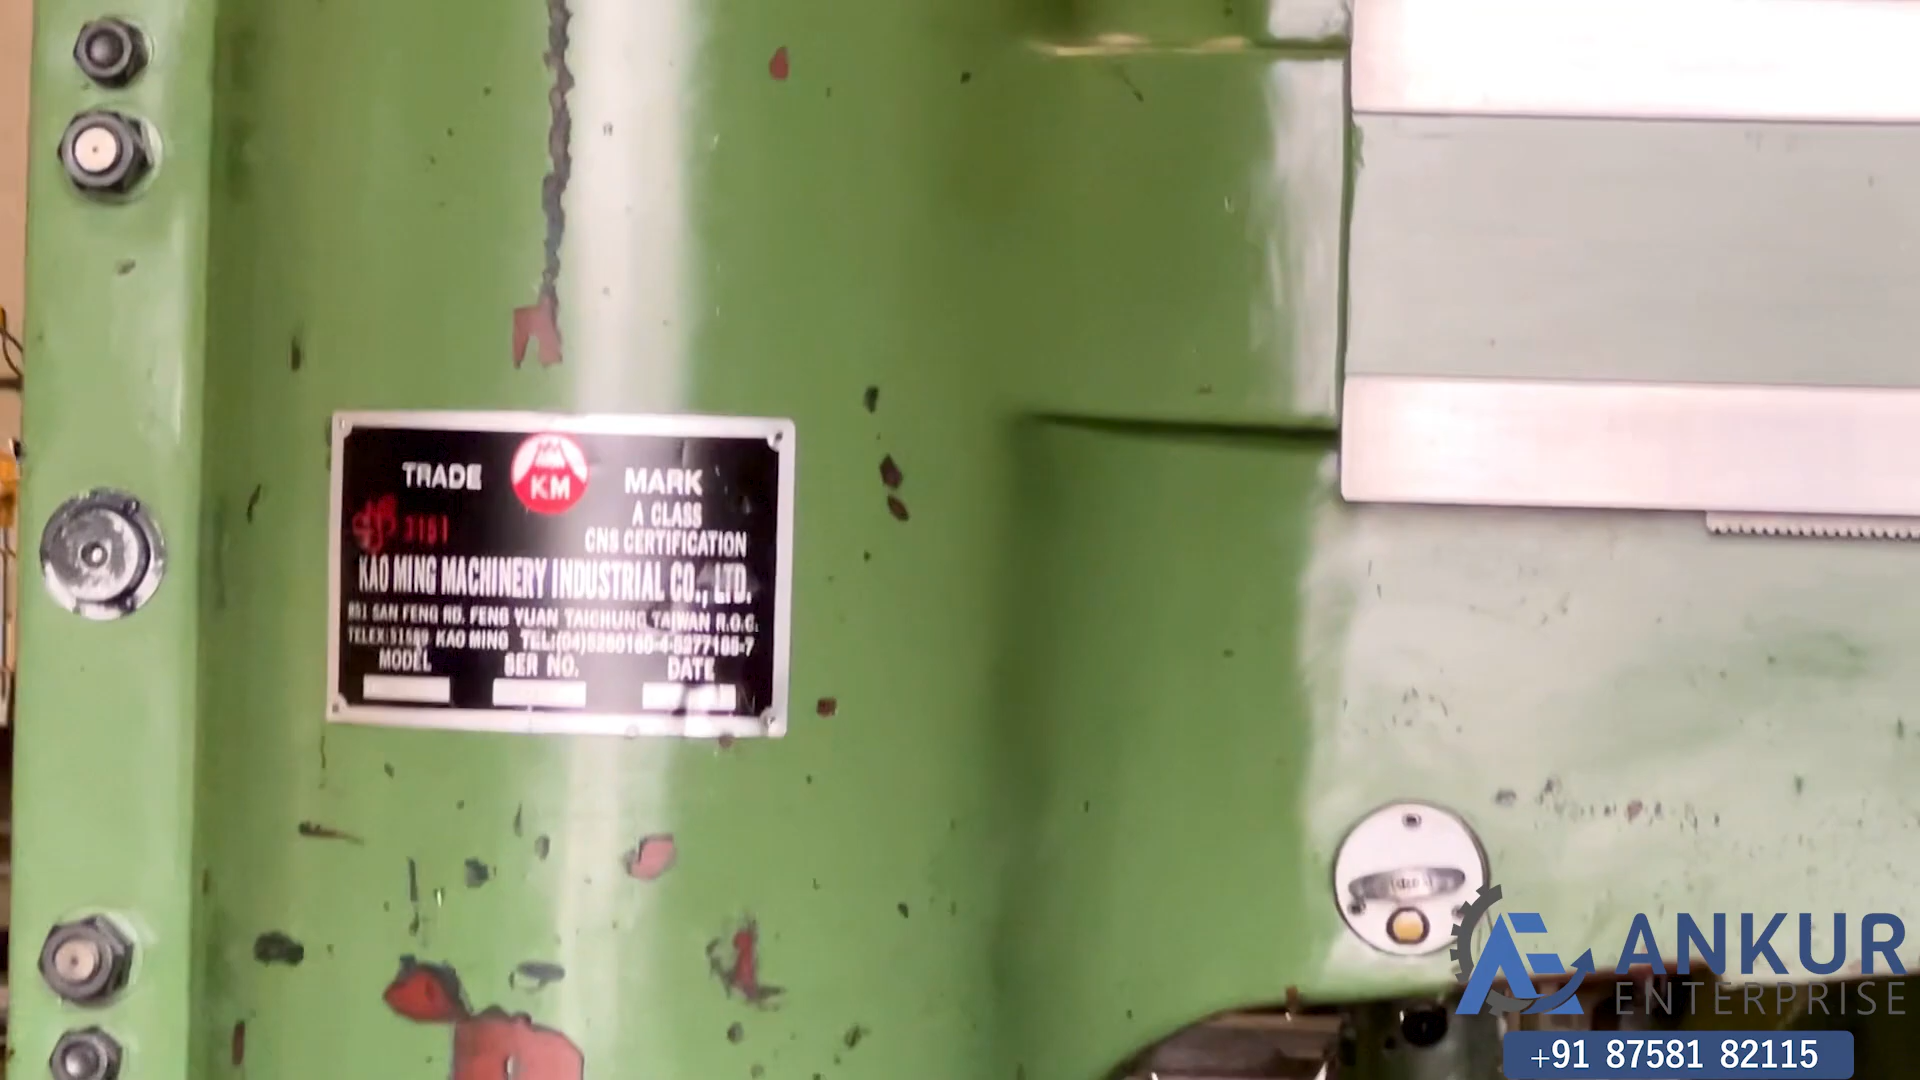 TRADE KM MARK
A CLASS
3181 CNS CERTIFICATION
KAO MING MACHINERY INDUSTRIAL CO., LTD.
SAN FENG RD. FENG YUAN TAICHUNG TAIWAN R.O.C.
KAO MING
MODEL SER NO. DATE
ANKUR
ENTERPRISE
+91 87581 82115